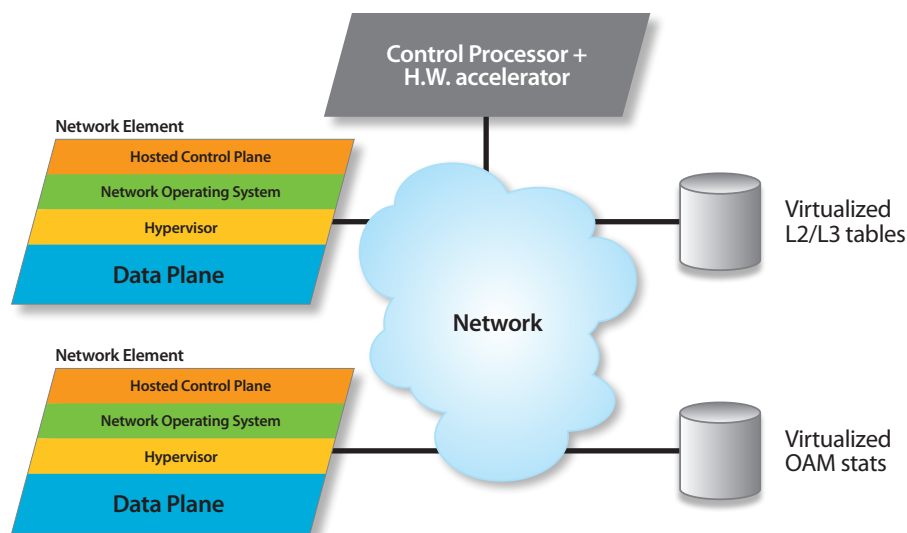 Control Processor +
H.W. accelerator
Network Element
Hosted Control Plane
Network Operating System
Hypervisor
Data Plane
Virtualized
L2/L3 tables
Network
Network Element
Hosted Control Plane
Network Operating System
Hypervisor
Data Plane
Virtualized
OAM stats